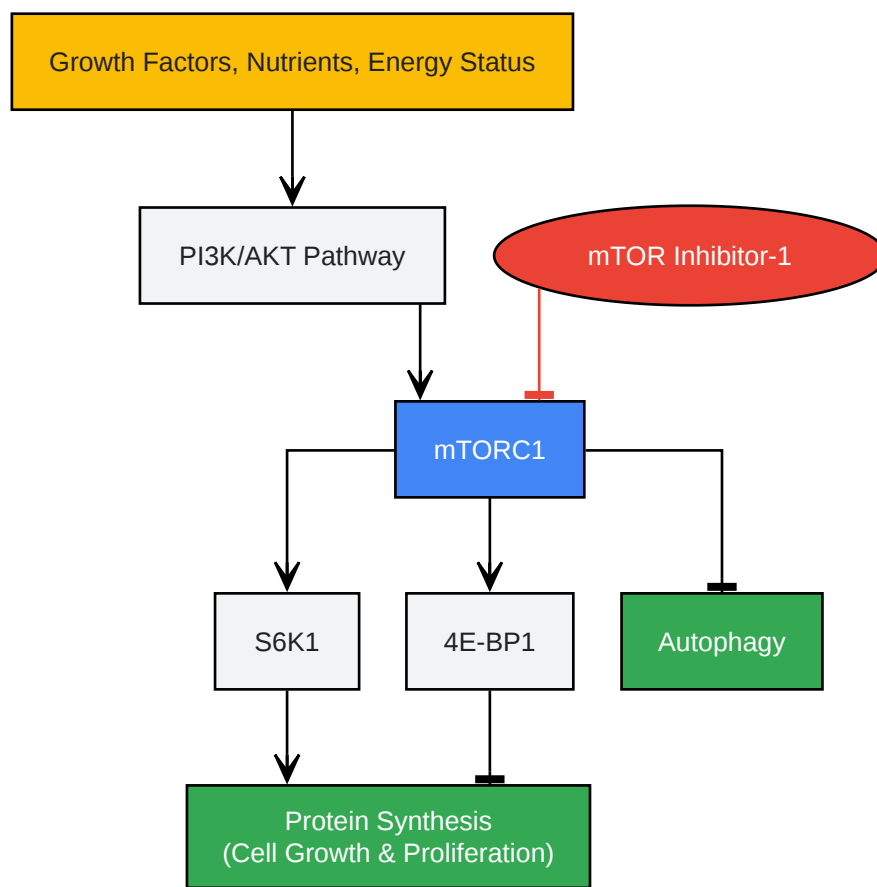 Growth Factors, Nutrients, Energy Status
PI3K/AKT Pathway
mTOR Inhibitor-1
mTORC1
S6K1
4E-BP1
Autophagy
Protein Synthesis
(Cell Growth & Proliferation)